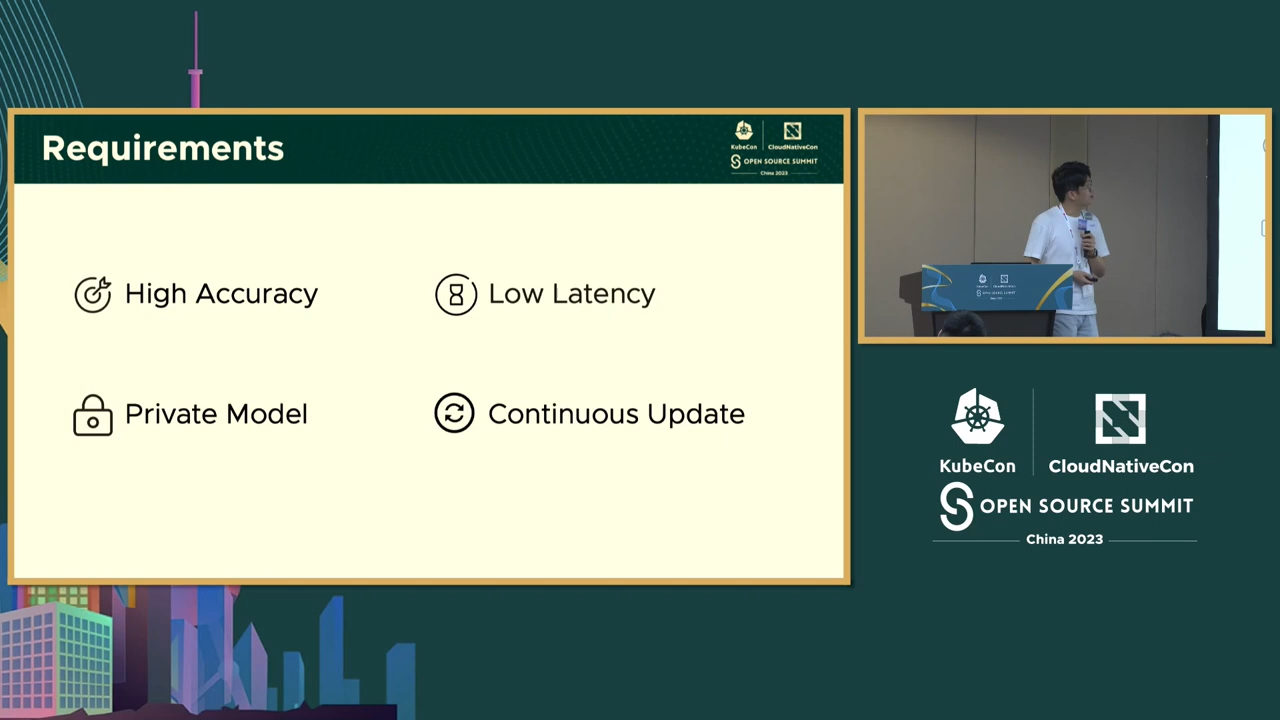 Requirements
KubeCon
CloudNativeCon
OPEN SOURCE SUMMIT
China 2023
High Accuracy
Low Latency
Private Model
Continuous Update
KubeCon
CloudNativeCon
OPEN SOURCE SUMMIT
China 2023